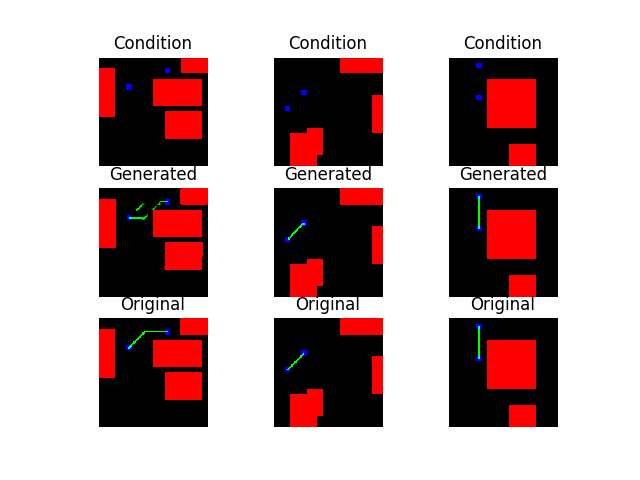 Condition Condition Condition
Generated Generated Generated
Original Original Original